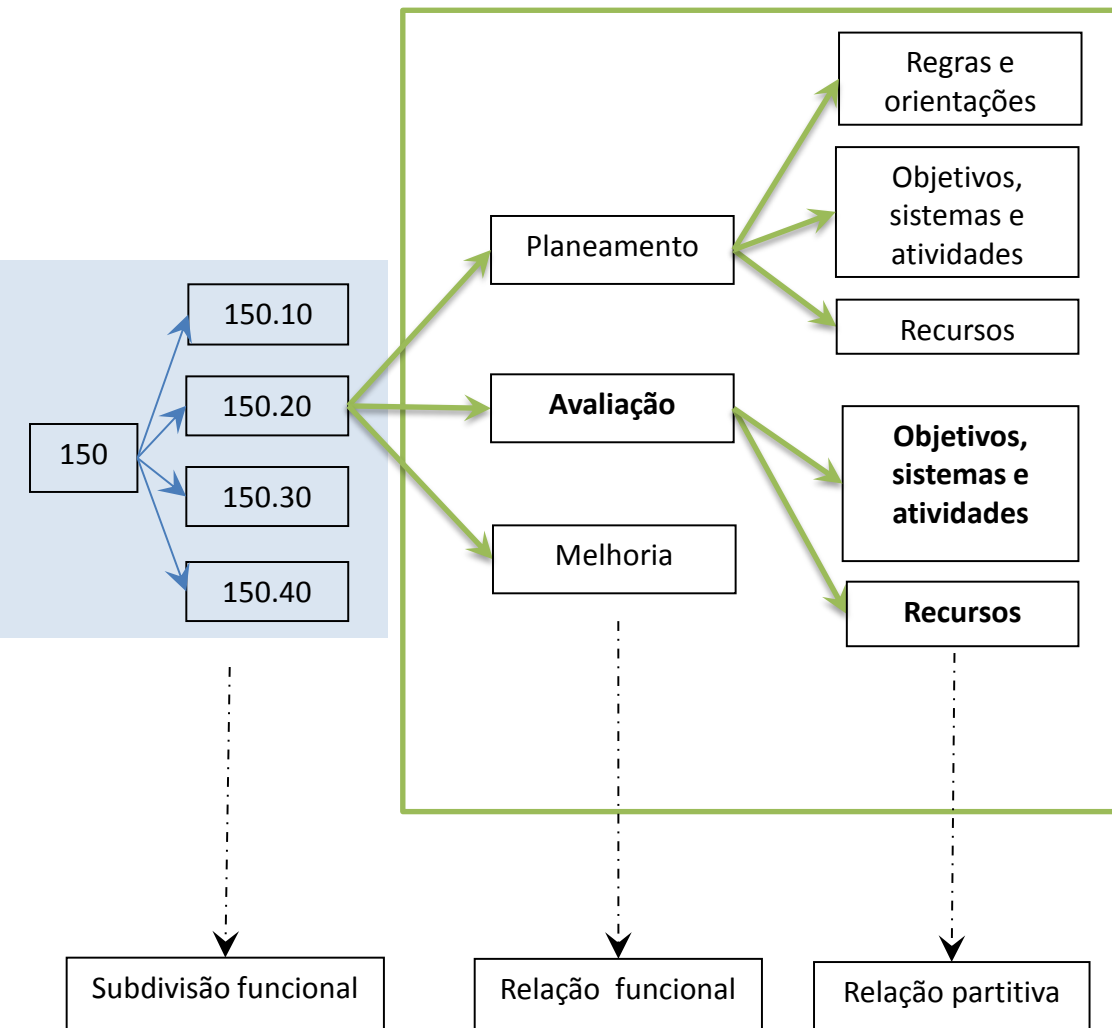 150
150.10
150.20
150.30
150.40
Planeamento
Avaliação
Melhoria
Regras e
orientações
Objetivos,
sistemas e
atividades
Recursos
Objetivos,
sistemas e
atividades
Recursos
Subdivisão funcional
Relação funcional
Relação partitiva